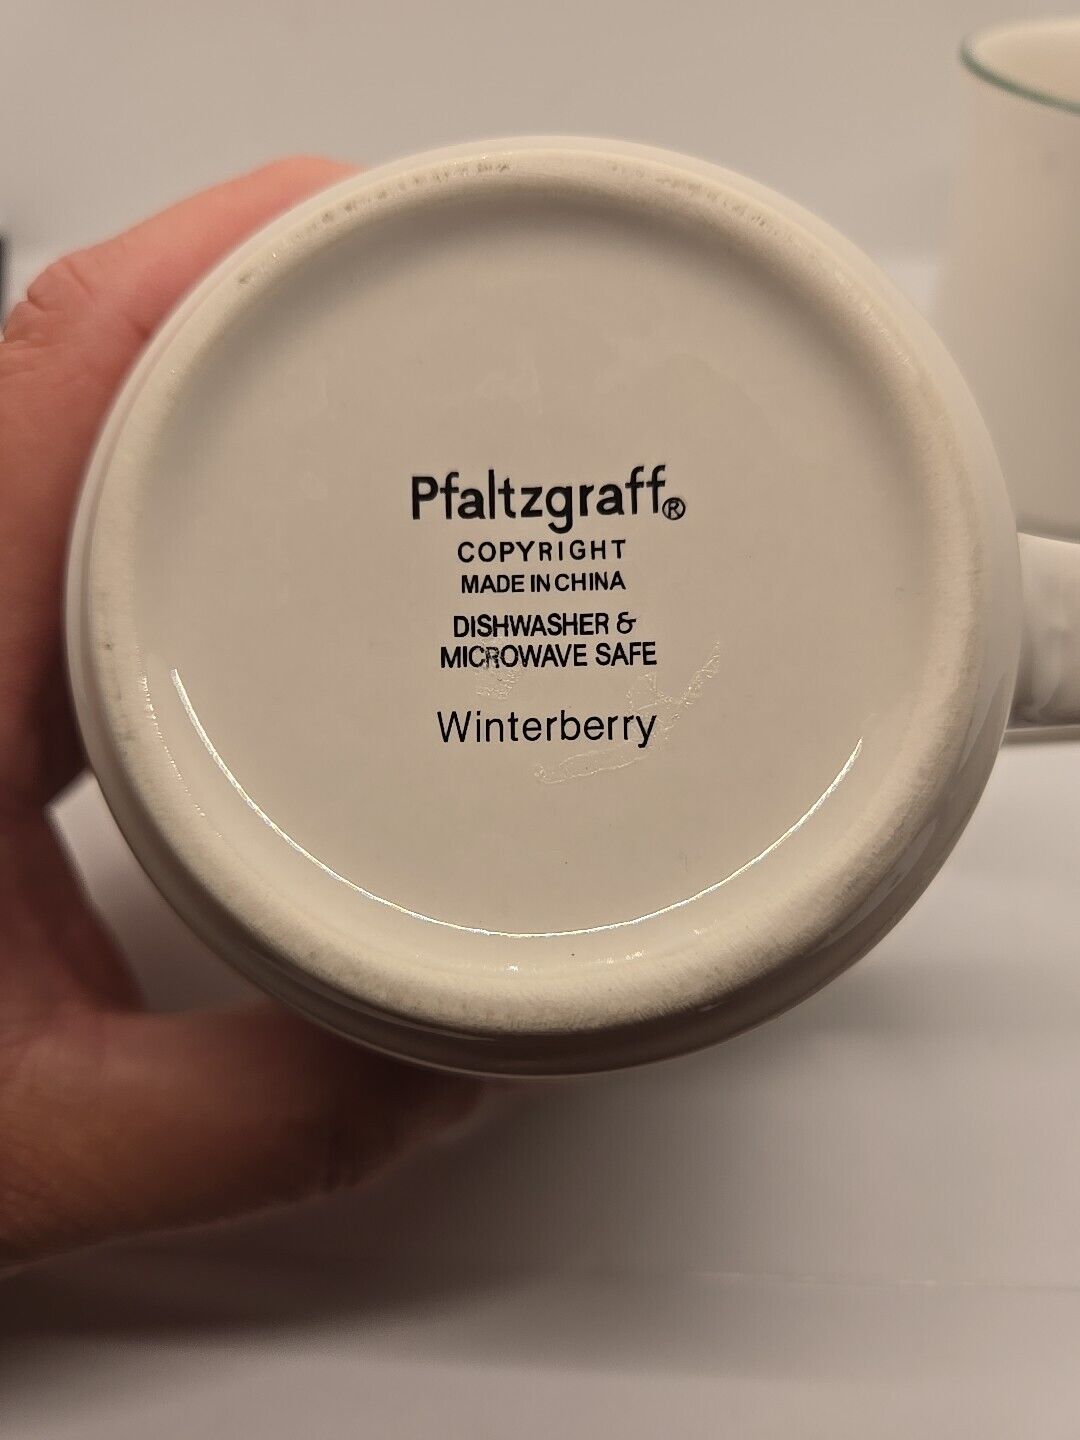 Pfaltzgraff®
COPYRIGHT
MADE IN CHINA
DISHWASHER &
MICROWAVE SAFE
Winterberry